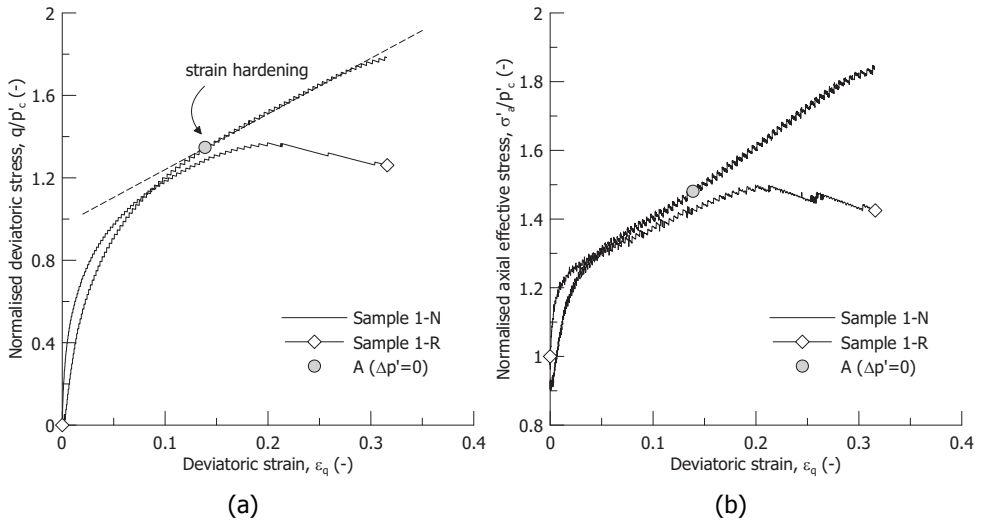 2
1.6
1.2
0.8
0.4
0
0
0.1
0.2
0.3
0.4
Normalised deviatoric stress, q/p'c (-)
Deviatoric strain, εq (-)
strain hardening
Sample 1-N
Sample 1-R
A (Δp'=0)
(a)
2
1.8
1.6
1.4
1.2
1
0.8
0
0.1
0.2
0.3
0.4
Normalised axial effective stress, σ'a/p'c (-)
Deviatoric strain, εq (-)
Sample 1-N
Sample 1-R
A (Δp'=0)
(b)